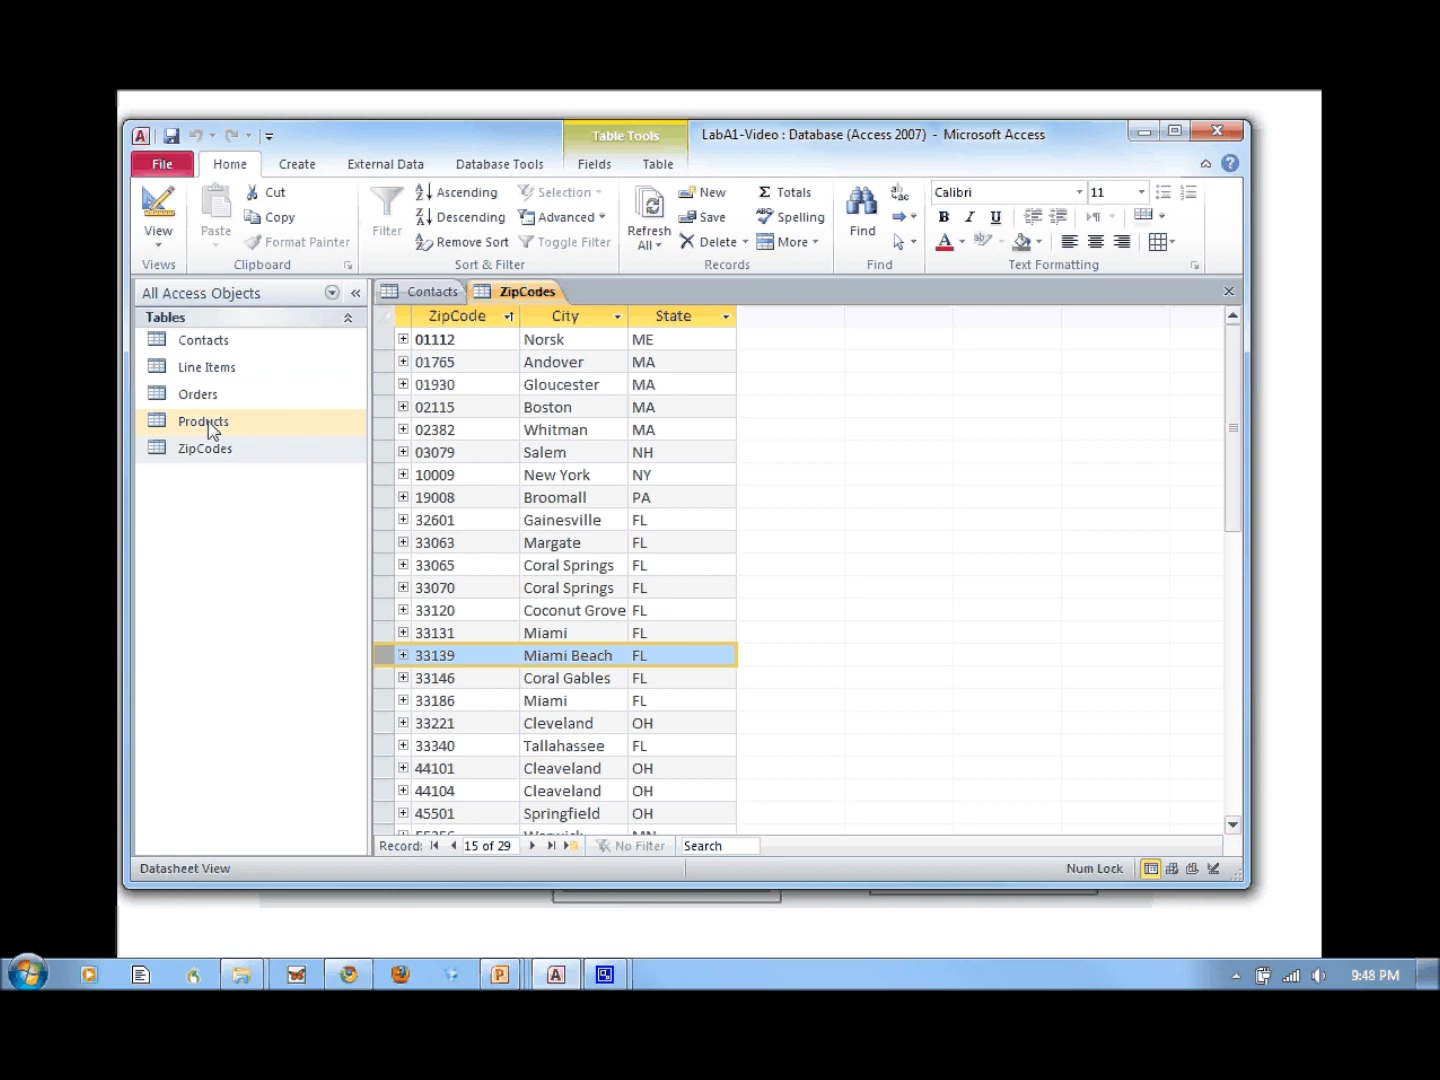 Table Tools
LabA1-Video : Database (Access 2007) - Microsoft Access
File Home Create External Data Database Tools Fields Table
View
Views
Paste
Cut
Copy
Format Painter
Clipboard
Filter
Ascending
Descending
Remove Sort
Selection
Advanced
Toggle Filter
Sort & Filter
Refresh
All
New
Save
Delete
Totals
Spelling
More
Records
Find
Find
Calibri 11
B I U
Text Formatting
All Access Objects
Tables
Contacts
Line Items
Orders
Products
ZipCodes
Contacts ZipCodes
ZipCode City State
01112 Norsk ME
01765 Andover MA
01930 Gloucester MA
02115 Boston MA
02382 Whitman MA
03079 Salem NH
10009 New York NY
19008 Broomall PA
32601 Gainesville FL
33063 Margate FL
33065 Coral Springs FL
33070 Coral Springs FL
33120 Coconut Grove FL
33131 Miami FL
33139 Miami Beach FL
33146 Coral Gables FL
33186 Miami FL
33221 Cleveland OH
33340 Tallahassee FL
44101 Cleaveland OH
44104 Cleaveland OH
45501 Springfield OH
Record: 15 of 29 No Filter Search
Datasheet View Num Lock
9:48 PM